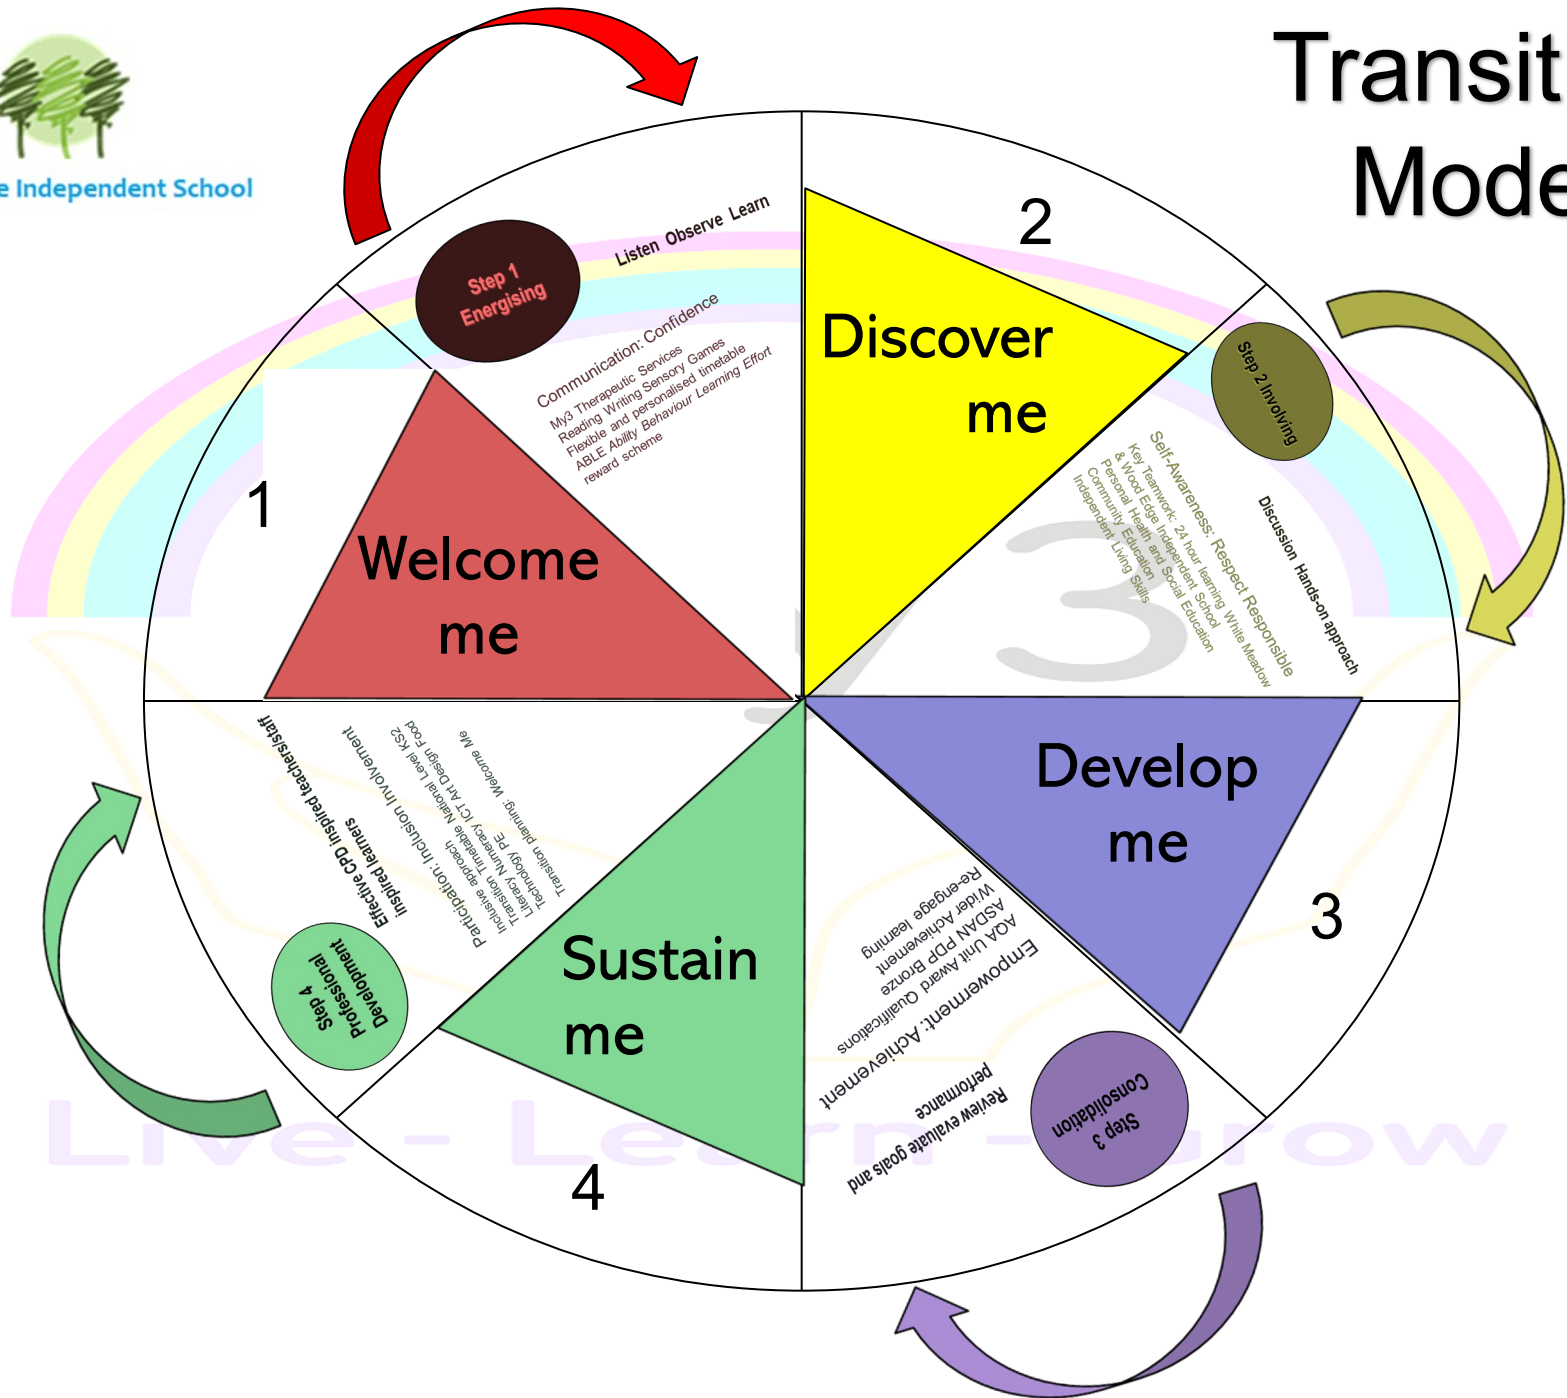 Transit
Mode
e Independent School
1
Welcome
me
Step 1
Energising
Listen Observe Learn
Communication: Confidence
My3 Therapeutic Services
Reading Writing Sensory Games
Flexible and personalised timetable
ABLE Ability Behaviour Learning Effort
reward scheme
2
Discover
me
Step 2 Involving
Discussion Hands-on approach
Self-Awareness: Respect Responsible
Key Teamwork: 24 hour learning White Meadow
& Wood Edge Independent School
Personal Health and Social Education
Community Education
Independent Living Skills
3
Develop
me
3
Step 3
Consolidation
Review evaluate goals and
performance
Empowerment: Achievement
AQA Unit Award Qualifications
ASDAN PDP Bronze
Wider Achievement
Re-engage learning
4
Sustain
me
Step 4
Professional
Development
Effective CPD inspired teachers/staff
inspired learners
Participation: Inclusion Involvement
Inclusive approach
Transition Timetable National Level KS2
Literacy Numeracy ICT Art Design Food
Technology PE
Transition planning: Welcome Me
Live - Learn - Grow